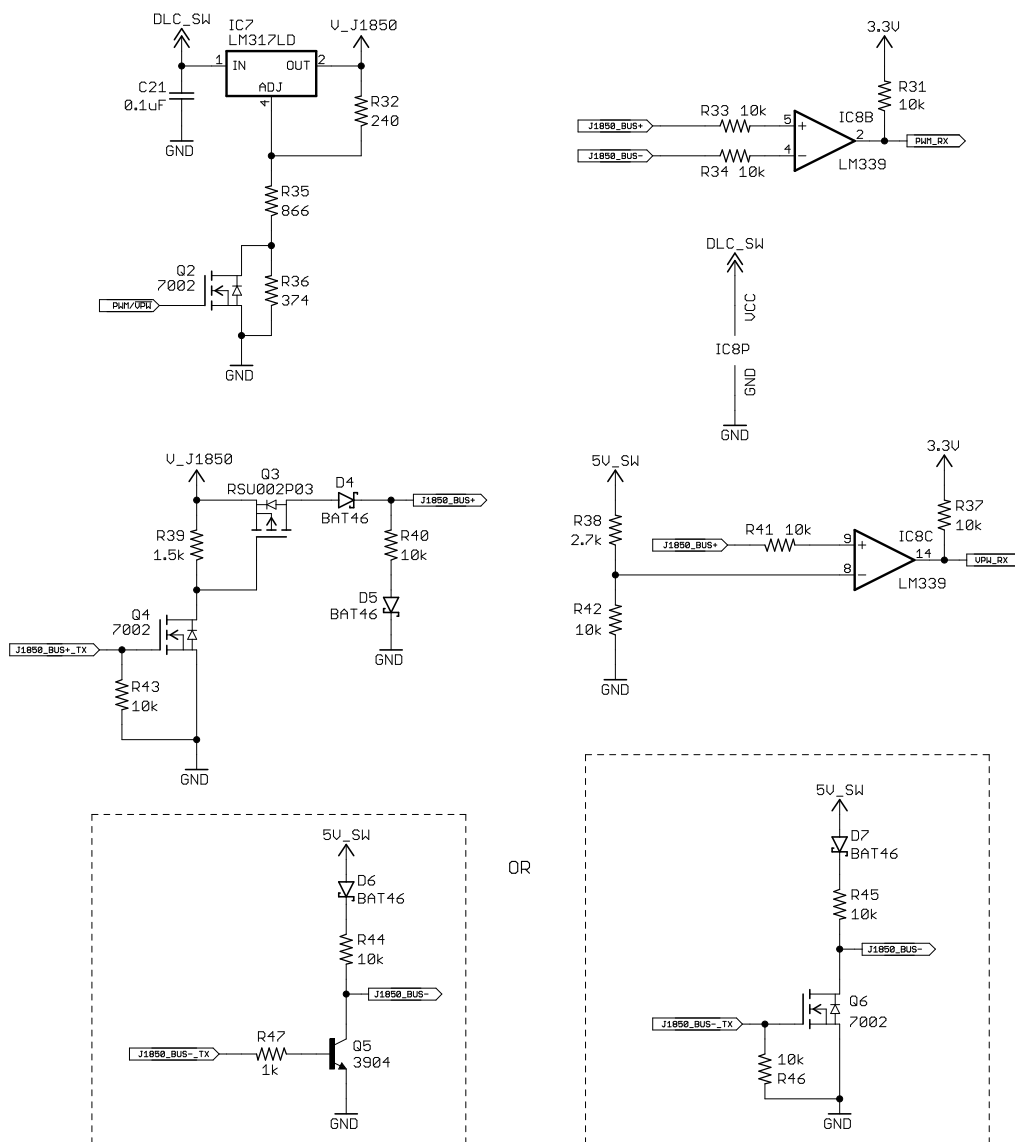 DLC_SW
IC7
LM317LD
V_J1850
1
IN
OUT
2
ADJ
4
C21
0.1uF
GND
R32
240
R35
866
Q2
7002
PWM/VPW
R36
374
GND
3.3V
R31
10k
J1850_BUS+
R33 10k
5
+
IC8B
2
PWM_RX
J1850_BUS-
4
-
R34 10k
LM339
DLC_SW
VCC
IC8P
GND
GND
V_J1850
Q3
RSU002P03
D4
BAT46
J1850_BUS+
R39
1.5k
R40
10k
D5
BAT46
GND
Q4
7002
J1850_BUS+_TX
R43
10k
GND
5V_SW
3.3V
R38
2.7k
R37
10k
R41 10k
J1850_BUS+
9
+
IC8C
14
VPW_RX
8
-
LM339
R42
10k
GND
5V_SW
D6
BAT46
R44
10k
J1850_BUS-
J1850_BUS-_TX
R47
1k
Q5
3904
GND
OR
5V_SW
D7
BAT46
R45
10k
J1850_BUS-
Q6
7002
J1850_BUS-_TX
10k
R46
GND